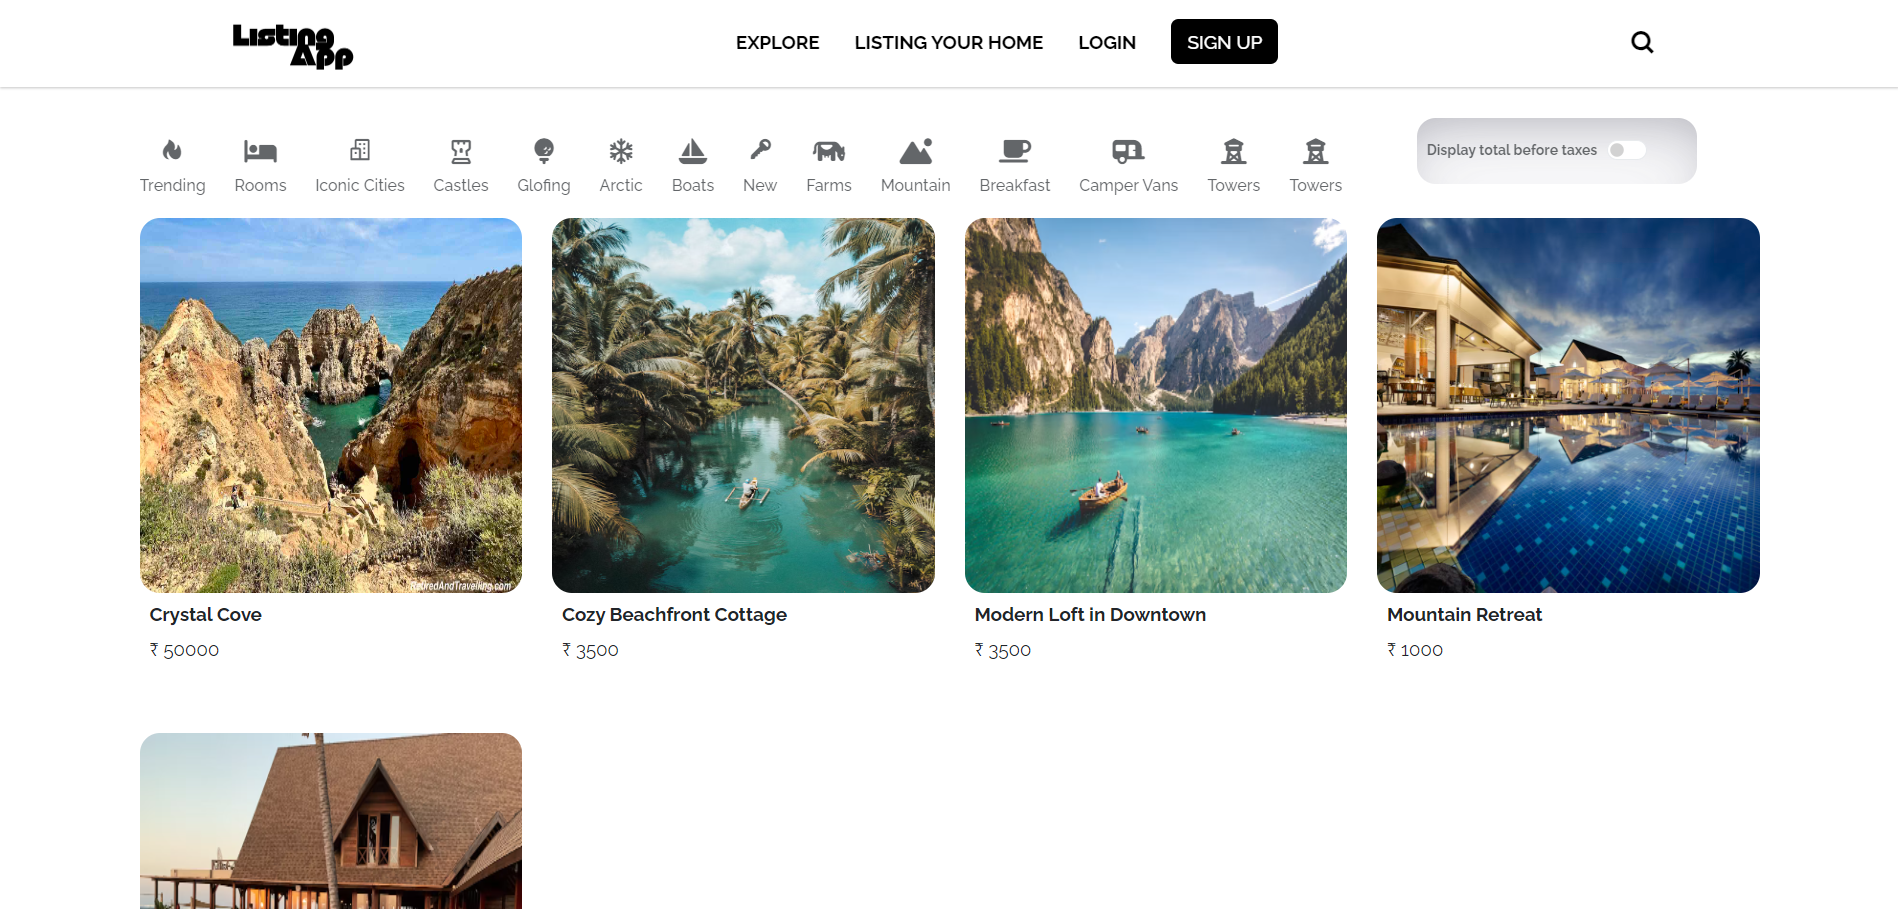 Listing
App
EXPLORE LISTING YOUR HOME LOGIN SIGN UP
Trending Rooms Iconic Cities Castles Glofing Arctic Boats New Farms Mountain Breakfast Camper Vans Towers Towers
Display total before taxes
RetiredAndTravelling.com
Crystal Cove
₹ 50000
Cozy Beachfront Cottage
₹ 3500
Modern Loft in Downtown
₹ 3500
Mountain Retreat
₹ 1000